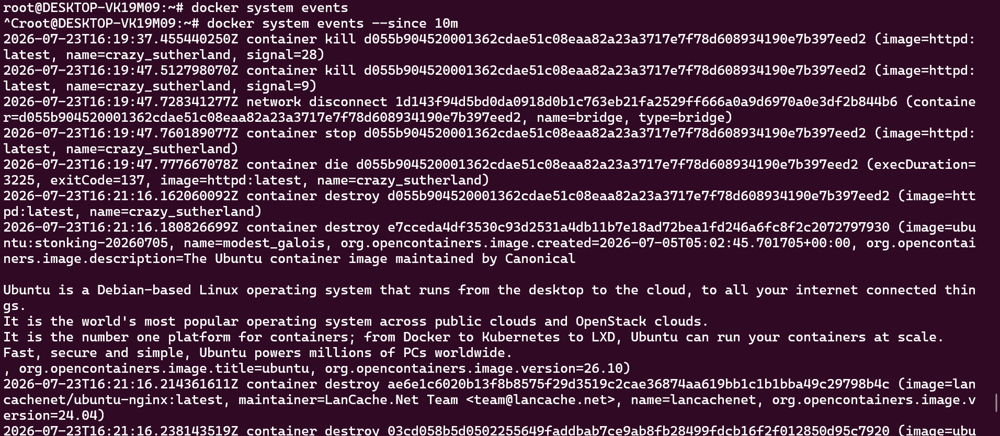 root@DESKTOP-VK19M09:~# docker system events
^Croot@DESKTOP-VK19M09:~# docker system events --since 10m
2026-07-23T16:19:37.455440250Z container kill d055b904520001362cdae51c08eaa82a23a3717e7f78d608934190e7b397eed2 (image=httpd:
latest, name=crazy_sutherland, signal=28)
2026-07-23T16:19:47.512798070Z container kill d055b904520001362cdae51c08eaa82a23a3717e7f78d608934190e7b397eed2 (image=httpd:
latest, name=crazy_sutherland, signal=9)
2026-07-23T16:19:47.728341277Z network disconnect 1d143f94d5bd0da0918d0b1c763eb21fa2529ff666a0a9d6970a0e3df2b844b6 (containe
r=d055b904520001362cdae51c08eaa82a23a3717e7f78d608934190e7b397eed2, name=bridge, type=bridge)
2026-07-23T16:19:47.760189077Z container stop d055b904520001362cdae51c08eaa82a23a3717e7f78d608934190e7b397eed2 (image=httpd:
latest, name=crazy_sutherland)
2026-07-23T16:19:47.777667078Z container die d055b904520001362cdae51c08eaa82a23a3717e7f78d608934190e7b397eed2 (execDuration=
3225, exitCode=137, image=httpd:latest, name=crazy_sutherland)
2026-07-23T16:21:16.162060092Z container destroy d055b904520001362cdae51c08eaa82a23a3717e7f78d608934190e7b397eed2 (image=htt
pd:latest, name=crazy_sutherland)
2026-07-23T16:21:16.180826699Z container destroy e7cceda4df3530c93d2531a4db11b7e18ad72bea1fd246a6fc8f2c2072797930 (image=ubu
ntu:stonking-20260705, name=modest_galois, org.opencontainers.image.created=2026-07-05T05:02:45.701705+00:00, org.opencontai
ners.image.description=The Ubuntu container image maintained by Canonical

Ubuntu is a Debian-based Linux operating system that runs from the desktop to the cloud, to all your internet connected thin
gs.
It is the world's most popular operating system across public clouds and OpenStack clouds.
It is the number one platform for containers; from Docker to Kubernetes to LXD, Ubuntu can run your containers at scale.
Fast, secure and simple, Ubuntu powers millions of PCs worldwide.
, org.opencontainers.image.title=ubuntu, org.opencontainers.image.version=26.10)
2026-07-23T16:21:16.214361611Z container destroy ae6e1c6020b13f8b8575f29d3519c2cae36874aa619bb1c1b1bba49c29798b4c (image=lan
cachenet/ubuntu-nginx:latest, maintainer=LanCache.Net Team <team@lancache.net>, name=lancachenet, org.opencontainers.image.v
ersion=24.04)
2026-07-23T16:21:16.238143519Z container destroy 03cd058b5d0502255649faddbab7ce9ab8fb28499fdcb16f2f012850d95c7920 (image=ubu